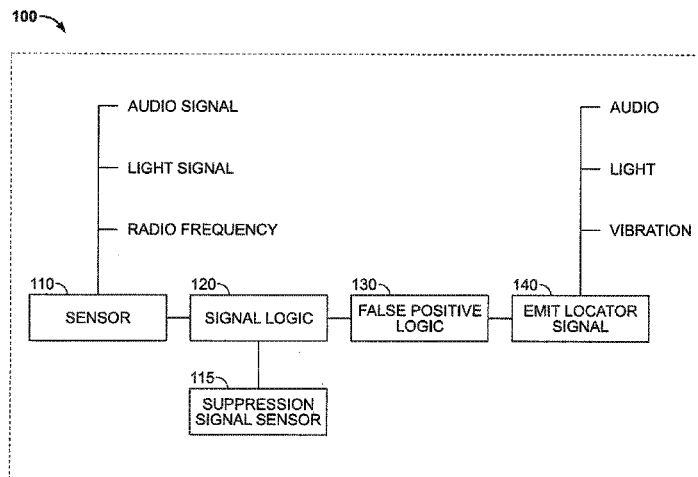 100
AUDIO SIGNAL
LIGHT SIGNAL
RADIO FREQUENCY
AUDIO
LIGHT
VIBRATION
110
SENSOR
120
SIGNAL LOGIC
130
FALSE POSITIVE
LOGIC
140
EMIT LOCATOR
SIGNAL
115
SUPPRESSION
SIGNAL SENSOR